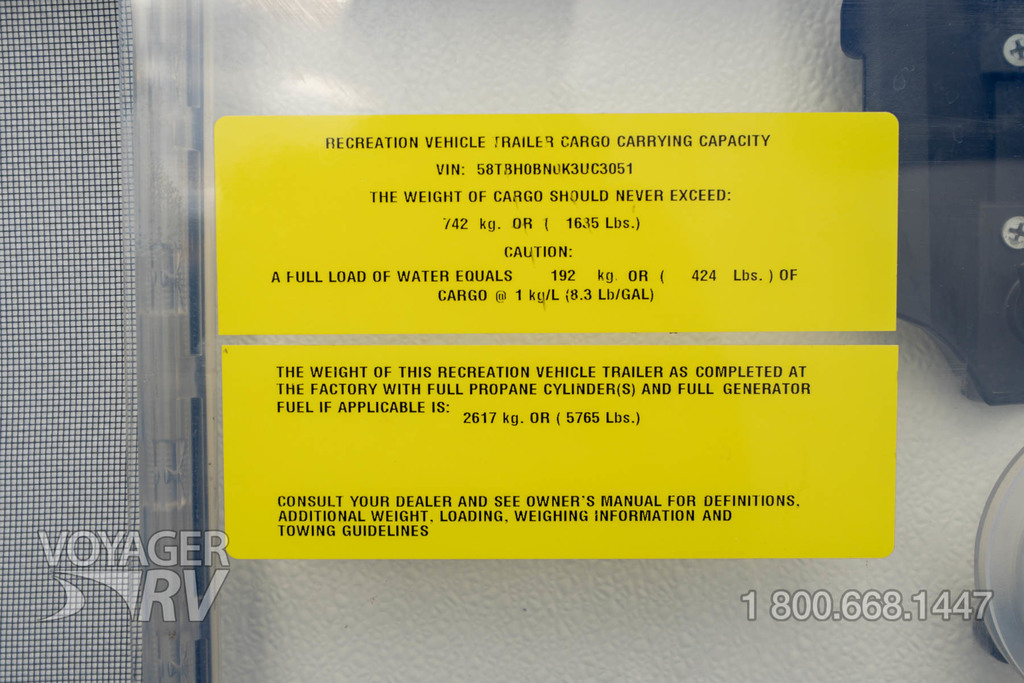 RECREATION VEHICLE TRAILER CARGO CARRYING CAPACITY
VIN: 58TBH0BN0K3UC3051
THE WEIGHT OF CARGO SHOULD NEVER EXCEED:
742 kg. OR ( 1635 Lbs.)
CAUTION:
A FULL LOAD OF WATER EQUALS 192 kg. OR ( 424 Lbs. ) OF
CARGO @ 1 kg/L (8.3 Lb/GAL)
THE WEIGHT OF THIS RECREATION VEHICLE TRAILER AS COMPLETED AT
THE FACTORY WITH FULL PROPANE CYLINDER(S) AND FULL GENERATOR
FUEL IF APPLICABLE IS:
2617 kg. OR ( 5765 Lbs.)
CONSULT YOUR DEALER AND SEE OWNER'S MANUAL FOR DEFINITIONS,
ADDITIONAL WEIGHT, LOADING, WEIGHING INFORMATION AND
TOWING GUIDELINES
VOYAGER
RV
1 800.668.1447